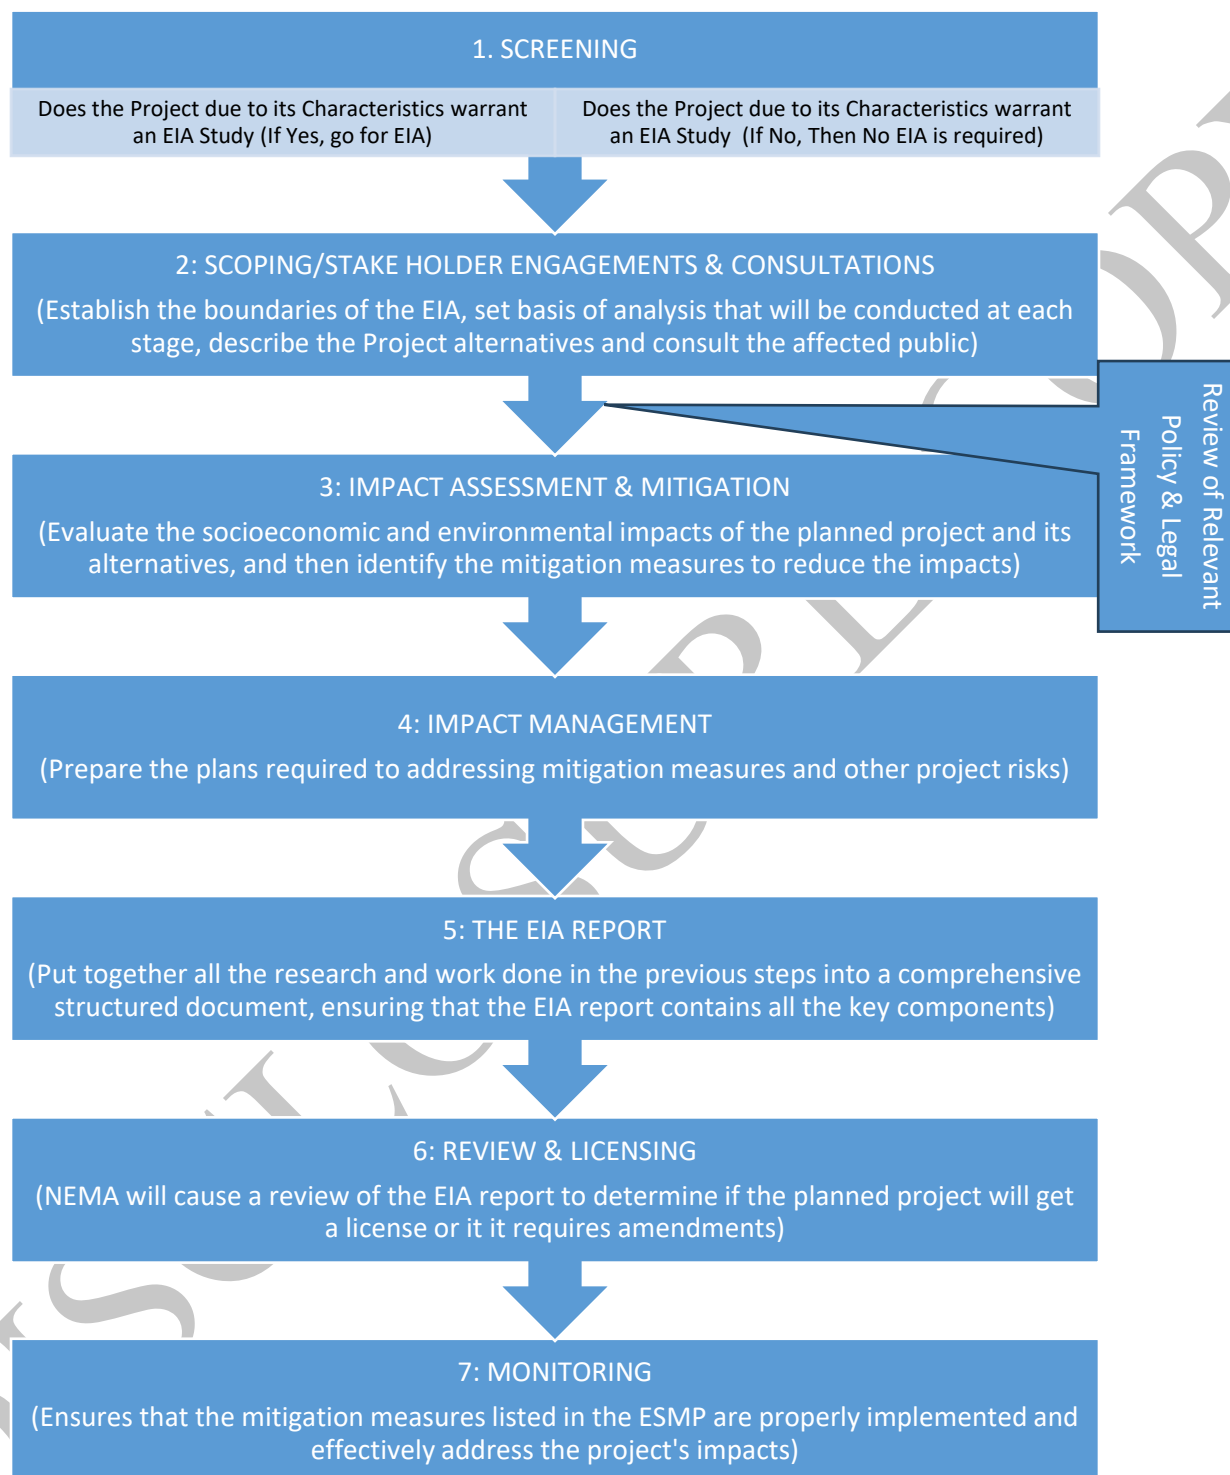 1. SCREENING
Does the Project due to its Characteristics warrant
an EIA Study (If Yes, go for EIA)
Does the Project due to its Characteristics warrant
an EIA Study (If No, Then No EIA is required)
2: SCOPING/STAKE HOLDER ENGAGEMENTS & CONSULTATIONS
(Establish the boundaries of the EIA, set basis of analysis that will be conducted at each
stage, describe the Project alternatives and consult the affected public)
Review of Relevant
Policy & Legal
Framework
3: IMPACT ASSESSMENT & MITIGATION
(Evaluate the socioeconomic and environmental impacts of the planned project and its
alternatives, and then identify the mitigation measures to reduce the impacts)
4: IMPACT MANAGEMENT
(Prepare the plans required to addressing mitigation measures and other project risks)
5: THE EIA REPORT
(Put together all the research and work done in the previous steps into a comprehensive
structured document, ensuring that the EIA report contains all the key components)
6: REVIEW & LICENSING
(NEMA will cause a review of the EIA report to determine if the planned project will get
a license or it it requires amendments)
7: MONITORING
(Ensures that the mitigation measures listed in the ESMP are properly implemented and
effectively address the project's impacts)